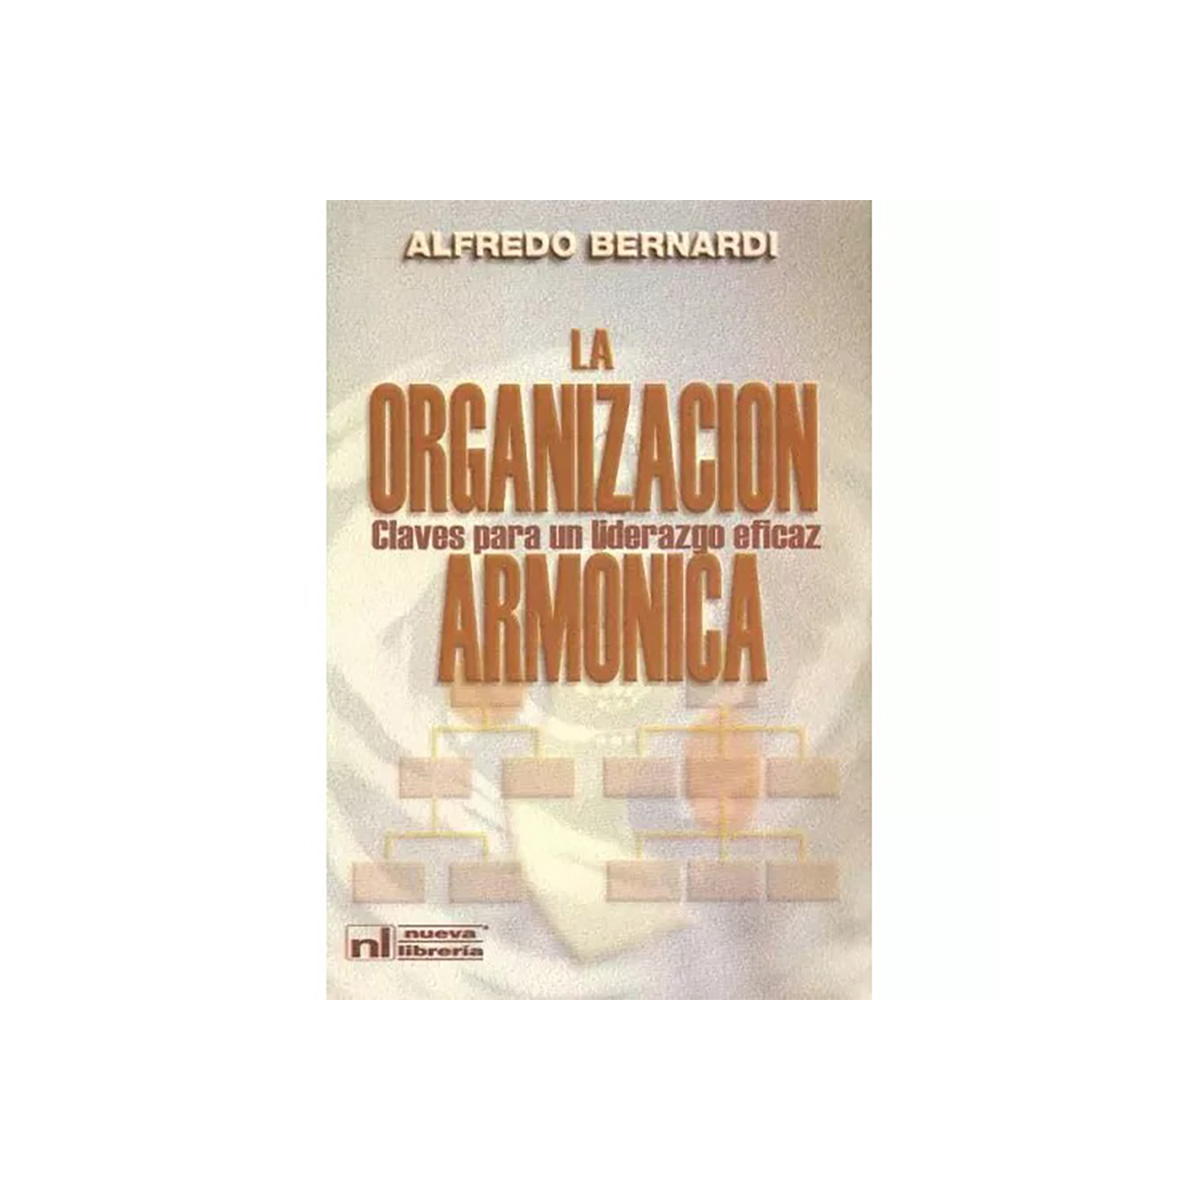 ALFREDO BERNARDI
LA
ORGANIZACION
Claves para un liderazgo eficaz
ARMONICA
nl nueva
librería